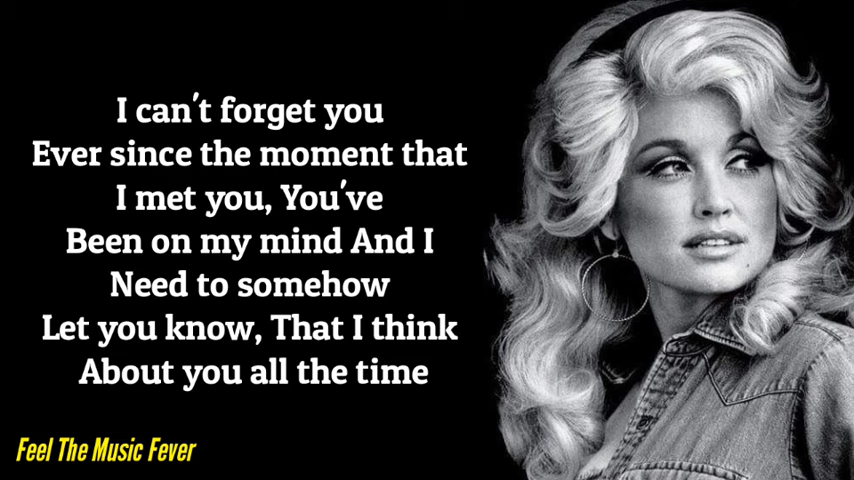 I can't forget you
Ever since the moment that
I met you, You've
Been on my mind And I
Need to somehow
Let you know, That I think
About you all the time
Feel The Music Fever